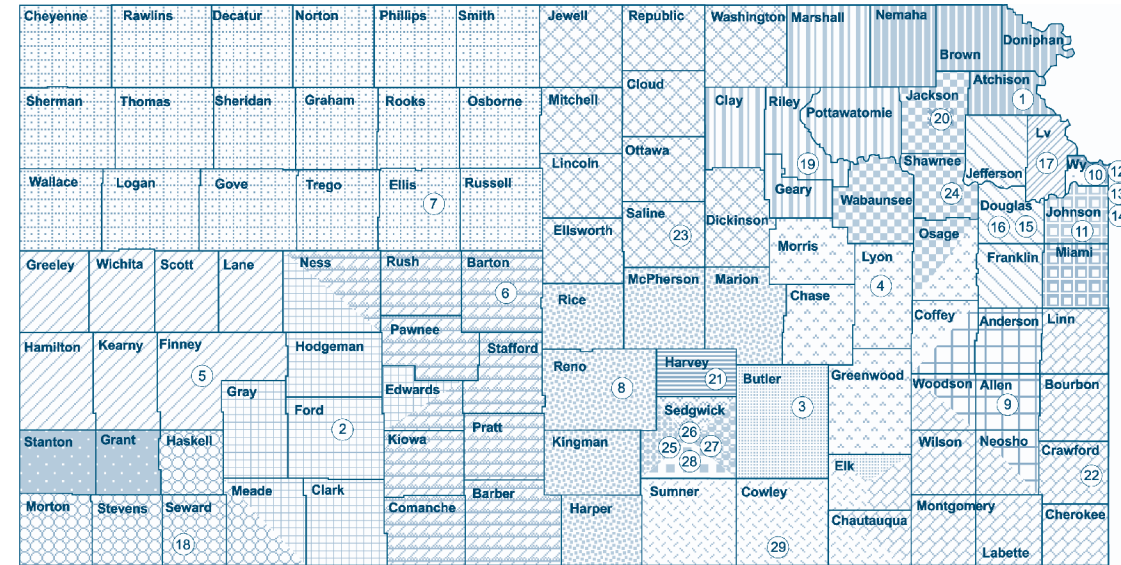 Cheyenne Rawlins Decatur Norton Phillips Smith Jewell Republic Washington Marshall Nemaha Brown Doniphan
Sherman Thomas Sheridan Graham Rooks Osborne Mitchell Cloud Clay Riley Pottawatomie Jackson Atchison
20 1
Lincoln Ottawa 19 Shawnee Jefferson Lv 17 Wy 10 12
Wallace Logan Gove Trego Ellis Russell Geary Wabaunsee 24 Douglas Johnson 13
7 16 15 11 14
Ellsworth Saline 23 Dickinson Morris Osage Franklin Miami
Greeley Wichita Scott Lane Ness Rush Barton McPherson Marion Lyon
6 4
Rice Chase Coffey Anderson Linn
Hamilton Kearny Finney Hodgeman Pawnee Stafford
5
Reno Harvey 21 Butler Greenwood Woodson Allen Bourbon
8 3 9
Gray Ford Edwards Sedgwick
2 26
Stanton Grant Haskell Kiowa Pratt Kingman 25 27 Wilson Neosho Crawford
28 22
Elk
Meade Clark Barber Sumner Cowley
Morton Stevens Seward Comanche Harper Chautauqua Montgomery Cherokee
18 29 Labette